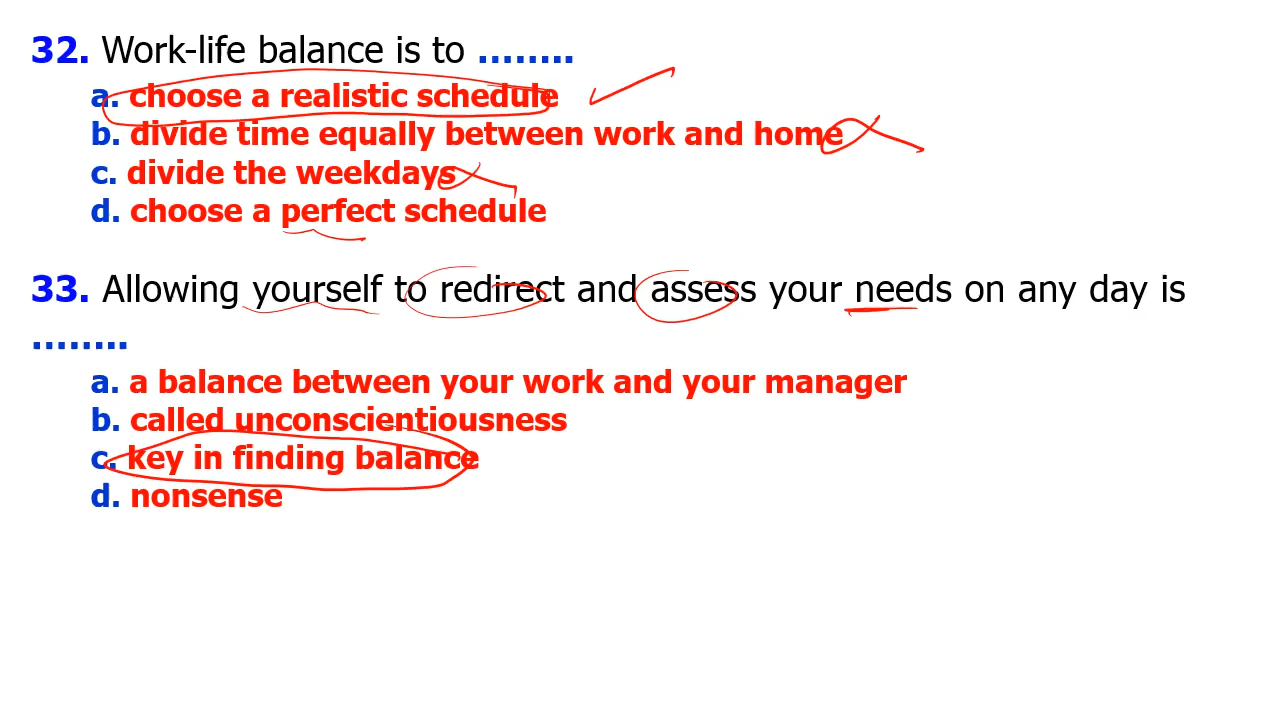 32. Work-life balance is to ........
a. choose a realistic schedule
b. divide time equally between work and home
c. divide the weekdays
d. choose a perfect schedule
33. Allowing yourself to redirect and assess your needs on any day is
........
a. a balance between your work and your manager
b. called unconscientiousness
c. key in finding balance
d. nonsense